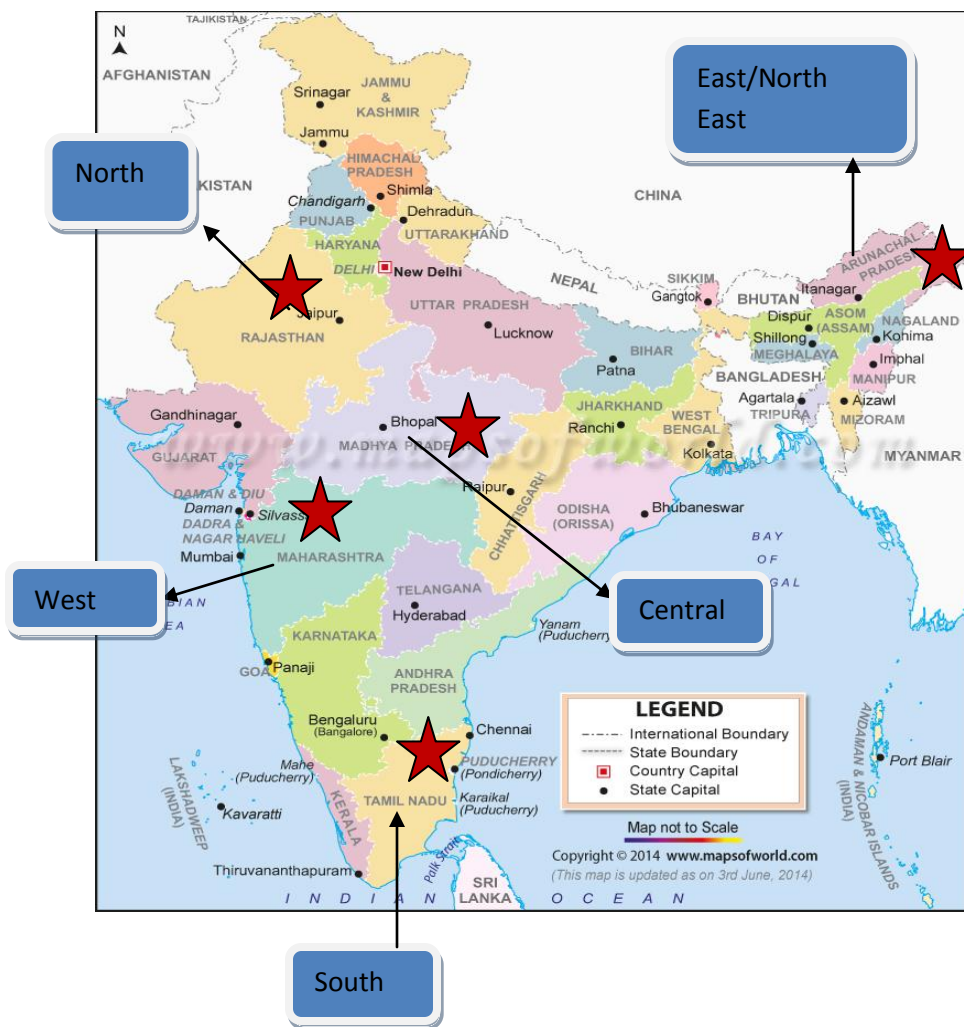 TAJIKISTAN
N
AFGHANISTAN
JAMMU
&
KASHMIR
Srinagar
Jammu
East/North
East
North
KISTAN
HIMACHAL
PRADESH
Shimla
CHINA
Chandigarh
PUNJAB
Dehradun
UTTARAKHAND
HARYANA
DELHI
New Delhi
NEPAL
SIKKIM
Gangtok
BHUTAN
ARUNACHAL
PRADESH
Itanagar
Jaipur
RAJASTHAN
UTTAR PRADESH
Lucknow
Dispur
ASOM
(ASSAM)
NAGALAND
Shillong
Kohima
MEGHALAYA
BIHAR
Patna
Imphal
MANIPUR
BANGLADESH
Agartala
TRIPURA
Aizawl
MIZORAM
MYANMAR
Gandhinagar
GUJARAT
Bhopal
MADHYA PRADESH
JHARKHAND
Ranchi
WEST
BENGAL
Kolkata
Raipur
CHHATTISGARH
ODISHA
(ORISSA)
Bhubaneswar
DAMAN & DIU
Daman
Silvassa
DADRA &
NAGAR HAVELI
Mumbai
MAHARASHTRA
BAY
OF
GAL
West
BIAN
EA
TELANGANA
Hyderabad
Central
Yanam
(Puducherry)
KARNATAKA
GOA
Panaji
ANDHRA
PRADESH
Bengaluru
(Bangalore)
Chennai
Mahe
(Puducherry)
PUDUCHERRY
(Pondicherry)
TAMIL NADU
Karaikal
(Puducherry)
KERALA
LAKSHADWEEP
(INDIA)
Kavaratti
Thiruvananthapuram
Palk Strait
SRI
LANKA
INDIAN OCEAN
LEGEND
International Boundary
State Boundary
Country Capital
State Capital
Map not to Scale
Copyright © 2014 www.mapsofworld.com
(This map is updated as on 3rd June, 2014)
ANDAMAN & NICOBAR ISLANDS
(INDIA)
Port Blair
South